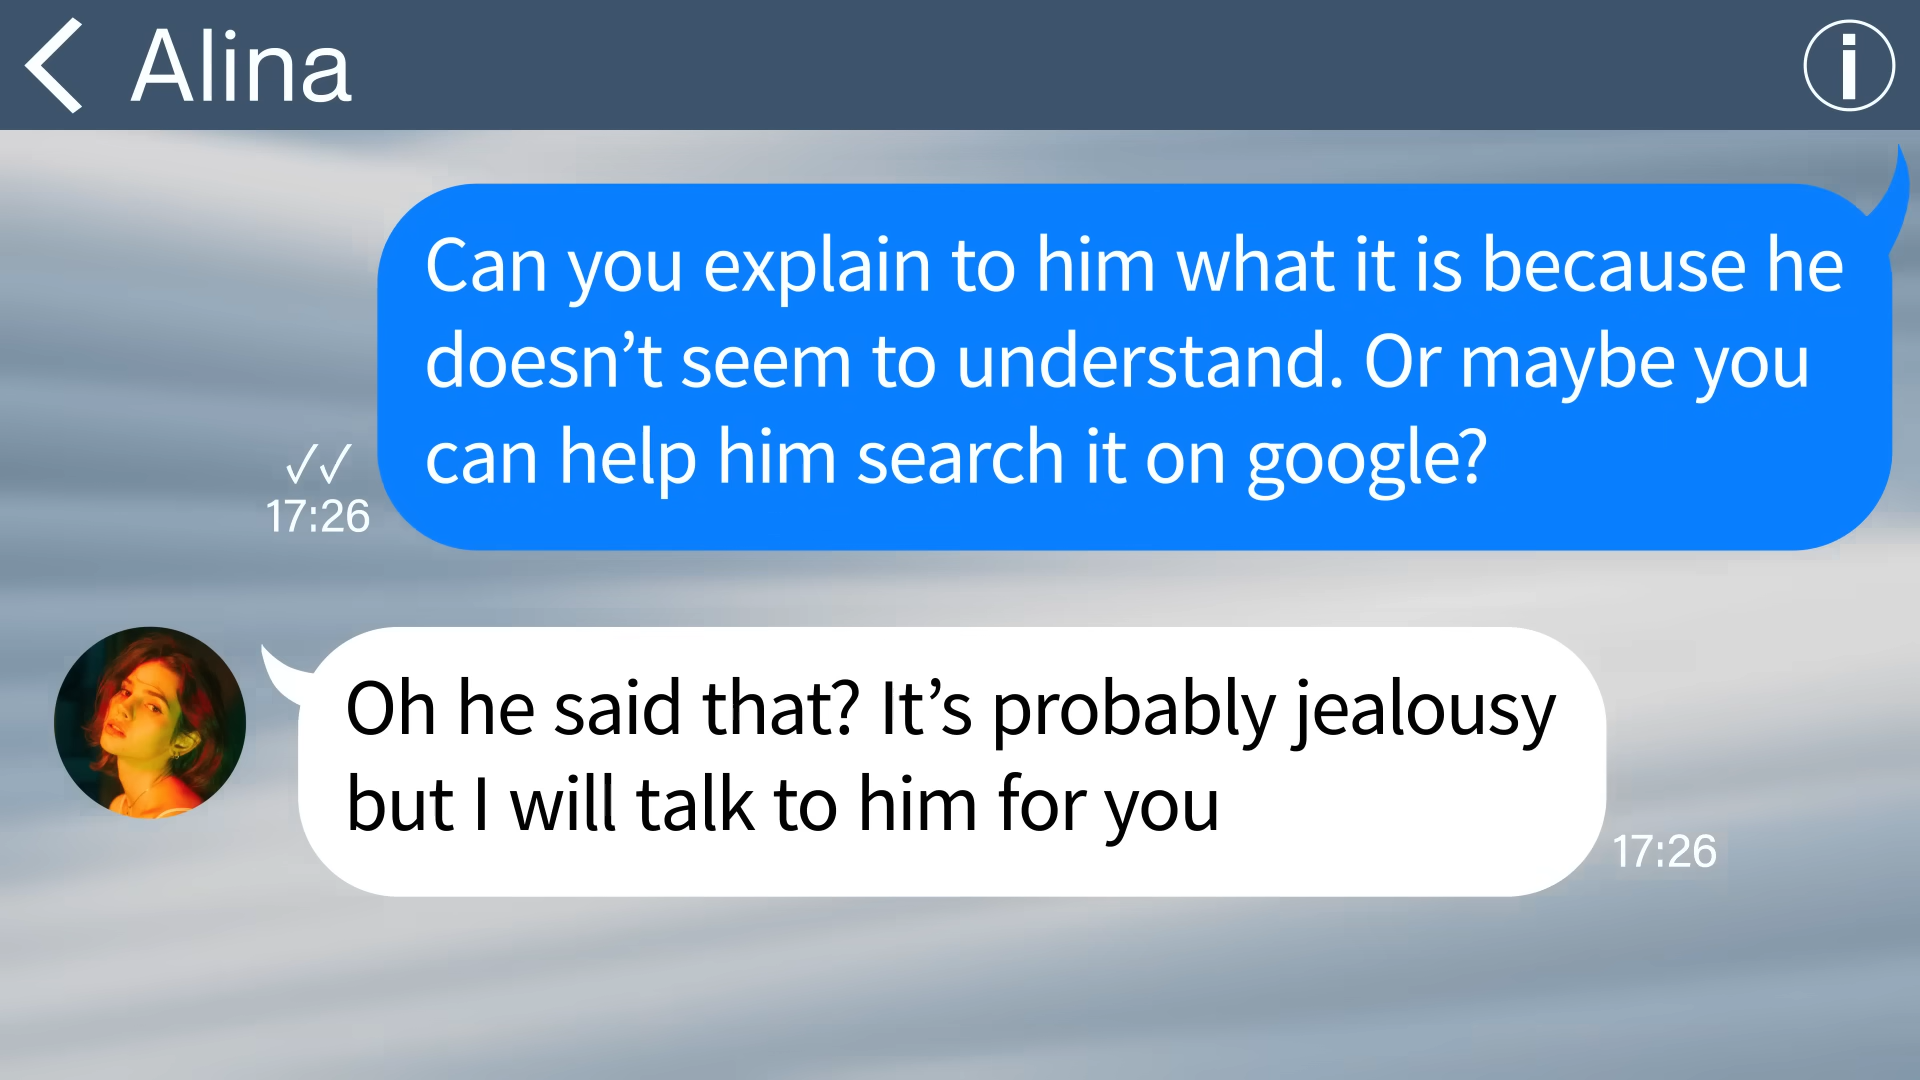 Alina
Can you explain to him what it is because he
doesn’t seem to understand. Or maybe you
can help him search it on google?
17:26
Oh he said that? It’s probably jealousy
but I will talk to him for you
17:26